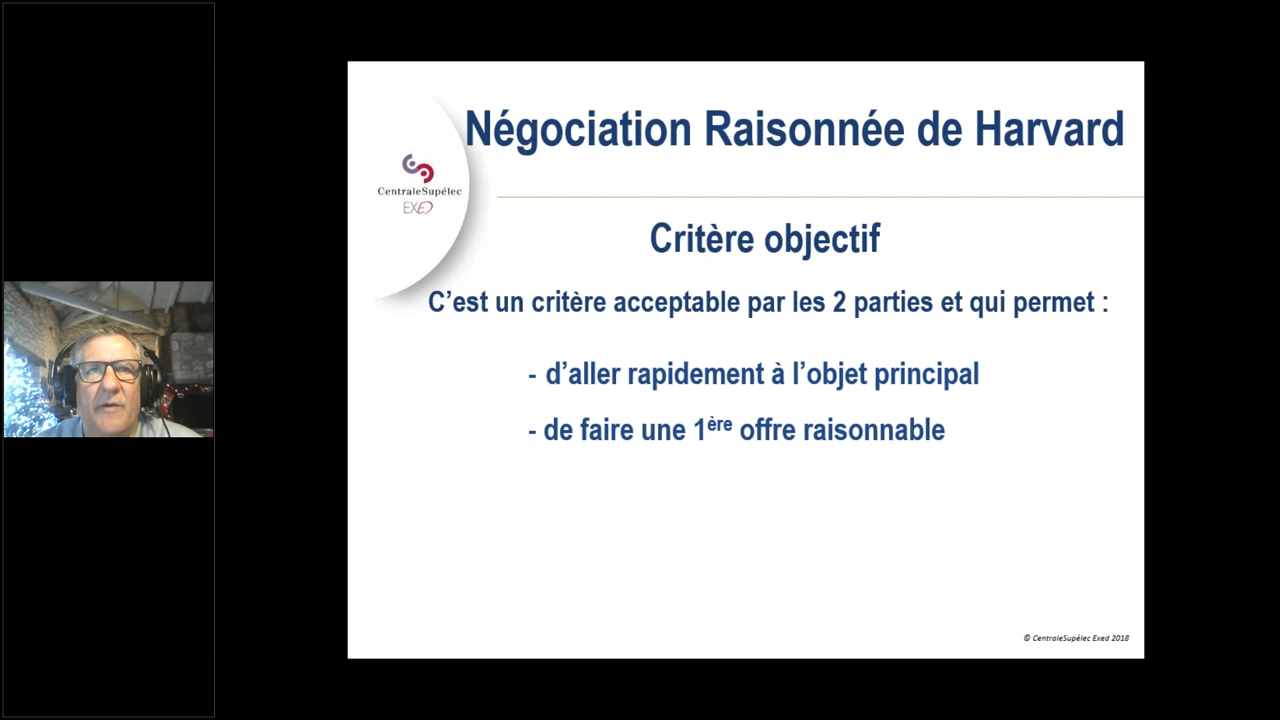 Négociation Raisonnée de Harvard
CentraleSupélec
EXED
Critère objectif
C’est un critère acceptable par les 2 parties et qui permet :
- d’aller rapidement à l’objet principal
- de faire une 1ère offre raisonnable
© CentraleSupélec Exed 2018